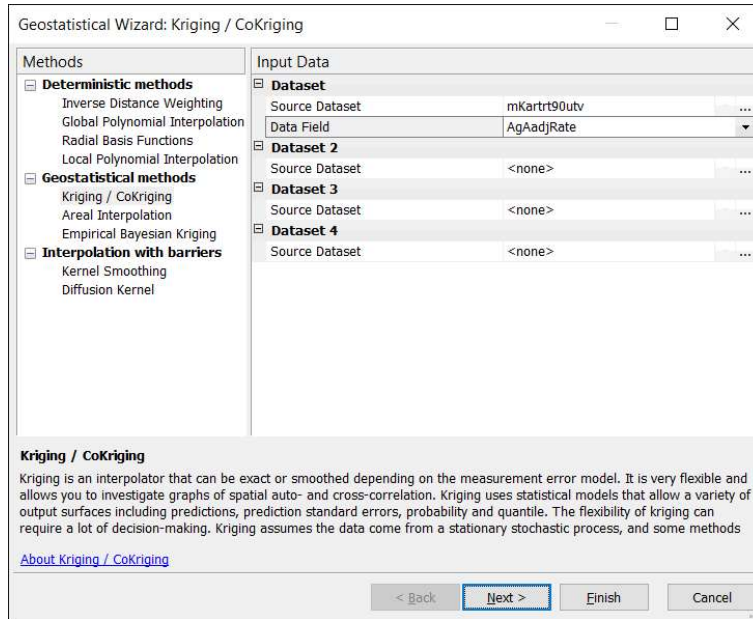 Geostatistical Wizard: Kriging / CoKriging
Methods
Deterministic methods
Inverse Distance Weighting
Global Polynomial Interpolation
Radial Basis Functions
Local Polynomial Interpolation
Geostatistical methods
Kriging / CoKriging
Areal Interpolation
Empirical Bayesian Kriging
Interpolation with barriers
Kernel Smoothing
Diffusion Kernel
Input Data
Dataset
Source Dataset mKartrt90utv ...
Data Field AgAadjRate
Dataset 2
Source Dataset <none> ...
Dataset 3
Source Dataset <none> ...
Dataset 4
Source Dataset <none> ...
Kriging / CoKriging
Kriging is an interpolator that can be exact or smoothed depending on the measurement error model. It is very flexible and
allows you to investigate graphs of spatial auto- and cross-correlation. Kriging uses statistical models that allow a variety of
output surfaces including predictions, prediction standard errors, probability and quantile. The flexibility of kriging can
require a lot of decision-making. Kriging assumes the data come from a stationary stochastic process, and some methods
About Kriging / CoKriging
< Back Next > Finish Cancel